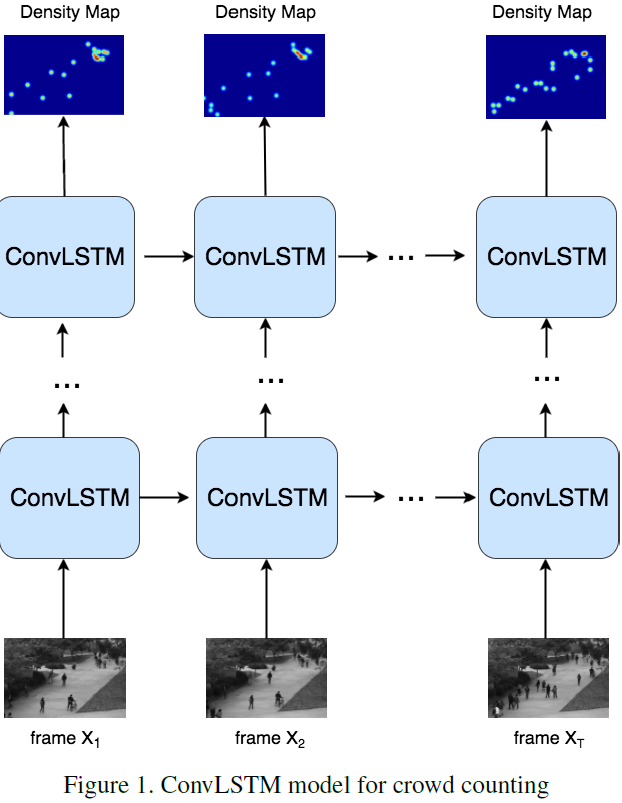 Density Map Density Map Density Map
ConvLSTM ConvLSTM ... ConvLSTM
... ... ...
ConvLSTM ConvLSTM ... ConvLSTM
frame X1 frame X2 frame XT
Figure 1. ConvLSTM model for crowd counting